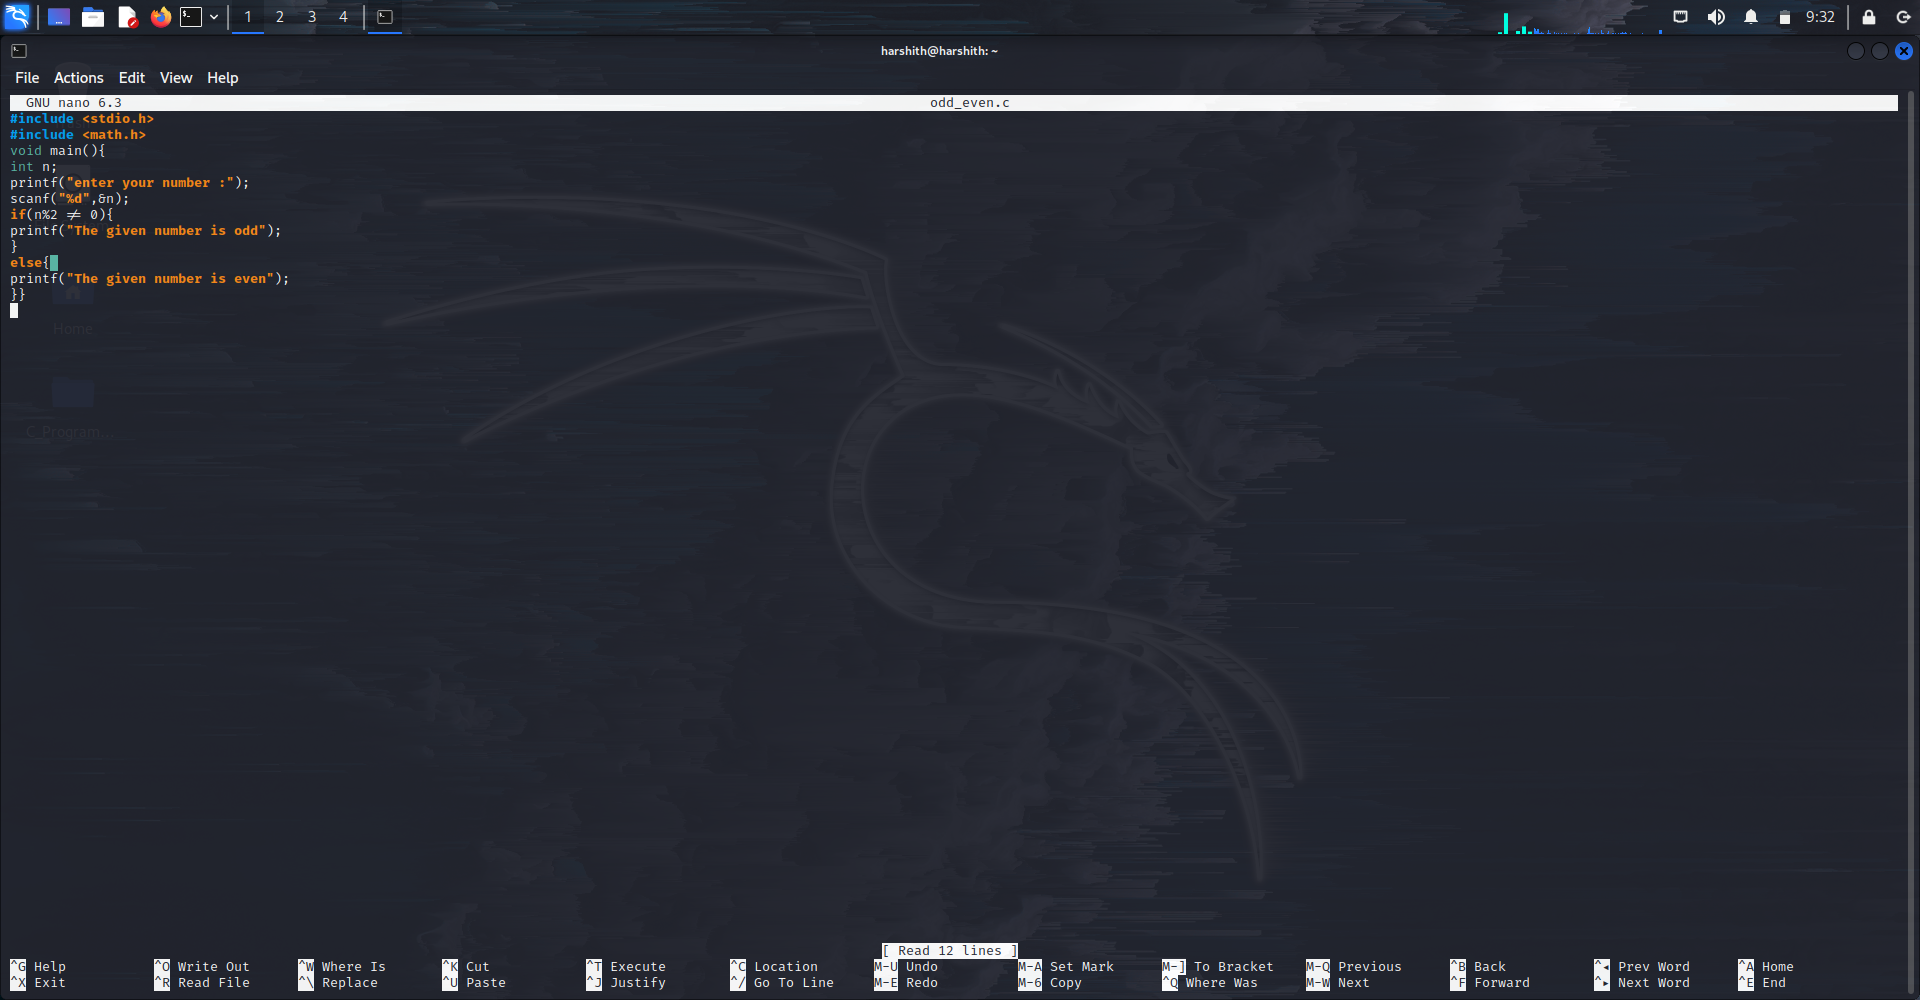 1 2 3 4 9:32
harshith@harshith: ~
File Actions Edit View Help
GNU nano 6.3 odd_even.c
#include <stdio.h>
#include <math.h>
void main(){
int n;
printf("enter your number :");
scanf("%d",&n);
if(n%2 ≠ 0){
printf("The given number is odd");
}
else{
printf("The given number is even");
}}
Home
C Program...
[ Read 12 lines ]
^G Help ^O Write Out ^W Where Is ^K Cut ^T Execute ^C Location M-U Undo M-A Set Mark M-] To Bracket M-Q Previous ^B Back ^◂ Prev Word ^A Home
^X Exit ^R Read File ^\ Replace ^U Paste ^J Justify ^/ Go To Line M-E Redo M-6 Copy ^Q Where Was M-W Next ^F Forward ^▸ Next Word ^E End